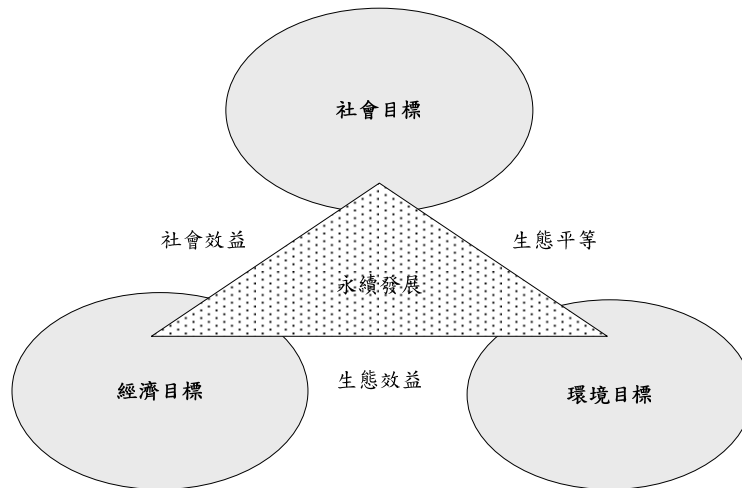 社會目標
社會效益
生態平等
永續發展
生態效益
經濟目標
環境目標